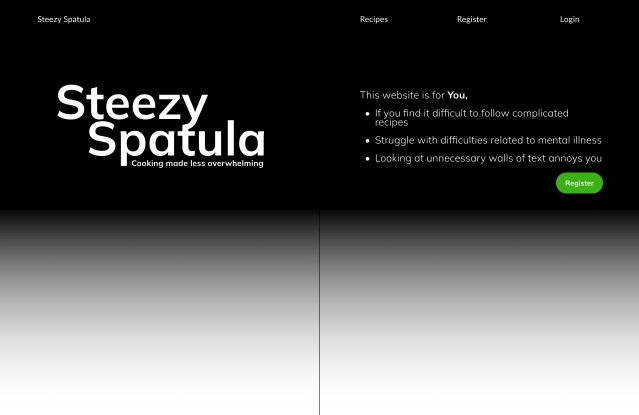 Steezy Spatula
Recipes
Register
Login
Steezy
Spatula
Cooking made less overwhelming
This website is for You,
• If you find it difficult to follow complicated
recipes
• Struggle with difficulties related to mental illness
• Looking at unnecessary walls of text annoys you
Register